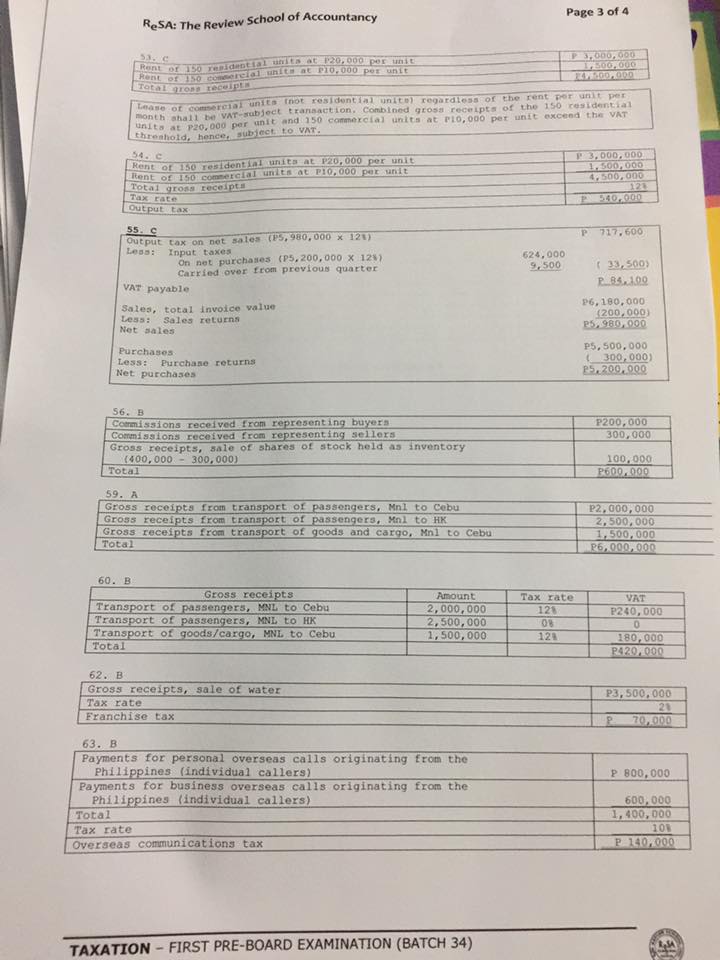 ReSA: The Review School of Accountancy
Page 3 of 4
53. C
Rent of 150 residential units at P20,000 per unit P 3,000,000
Rent of 150 commercial units at P10,000 per unit 1,500,000
Total gross receipts P4,500,000
Lease of commercial units (not residential units) regardless of the rent per unit per
month shall be VAT-subject transaction. Combined gross receipts of the 150 residential
units at P20,000 per unit and 150 commercial units at P10,000 per unit exceed the VAT
threshold, hence, subject to VAT.
54. C
Rent of 150 residential units at P20,000 per unit P 3,000,000
Rent of 150 commercial units at P10,000 per unit 1,500,000
Total gross receipts 4,500,000
Tax rate 12%
Output tax P 540,000
55. C
Output tax on net sales (P5,980,000 x 12%) P 717,600
Less: Input taxes
On net purchases (P5,200,000 X 12%) 624,000
Carried over from previous quarter 9,500 ( 33,500)
VAT payable P 84,100
Sales, total invoice value P6,180,000
Less: Sales returns (200,000)
Net sales P5,980,000
Purchases P5,500,000
Less: Purchase returns ( 300,000)
Net purchases P5,200,000
56. B
Commissions received from representing buyers P200,000
Commissions received from representing sellers 300,000
Gross receipts, sale of shares of stock held as inventory
(400,000 - 300,000) 100,000
Total P600,000
59. A
Gross receipts from transport of passengers, Mnl to Cebu P2,000,000
Gross receipts from transport of passengers, Mnl to HK 2,500,000
Gross receipts from transport of goods and cargo, Mnl to Cebu 1,500,000
Total P6,000,000
60. B
Gross receipts Amount Tax rate VAT
Transport of passengers, MNL to Cebu 2,000,000 12% P240,000
Transport of passengers, MNL to HK 2,500,000 0% 0
Transport of goods/cargo, MNL to Cebu 1,500,000 12% 180,000
Total P420,000
62. B
Gross receipts, sale of water P3,500,000
Tax rate 2%
Franchise tax P 70,000
63. B
Payments for personal overseas calls originating from the
Philippines (individual callers) P 800,000
Payments for business overseas calls originating from the
Philippines (individual callers) 600,000
Total 1,400,000
Tax rate 10%
Overseas communications tax P 140,000
TAXATION – FIRST PRE-BOARD EXAMINATION (BATCH 34)
ReSA